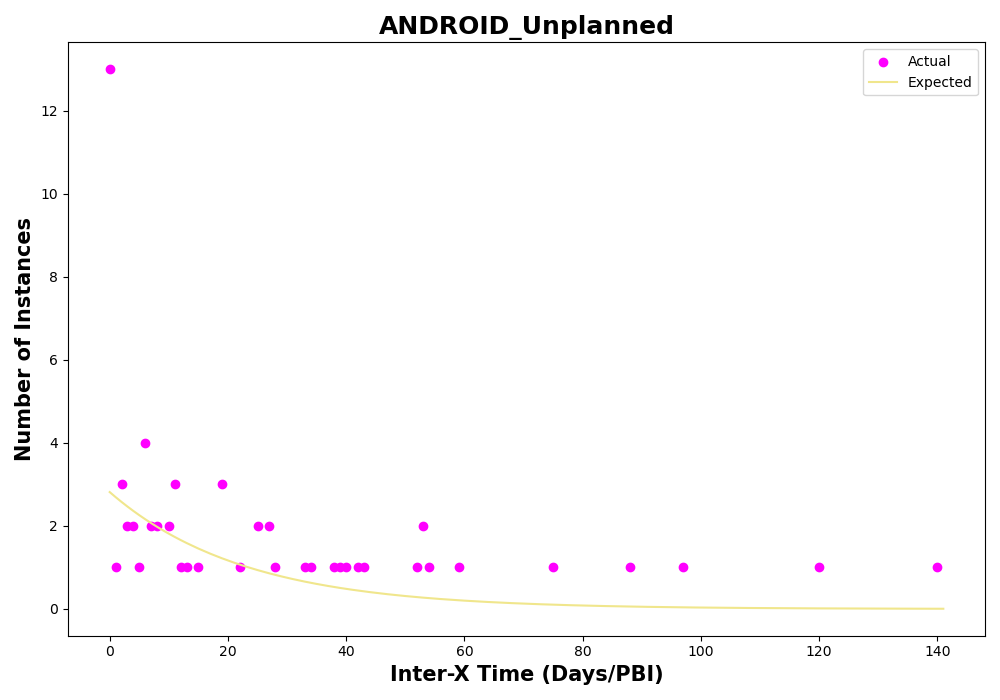 ANDROID_Unplanned
Actual
Expected
12
10
8
6
4
2
0
Number of Instances
0 20 40 60 80 100 120 140
Inter-X Time (Days/PBI)